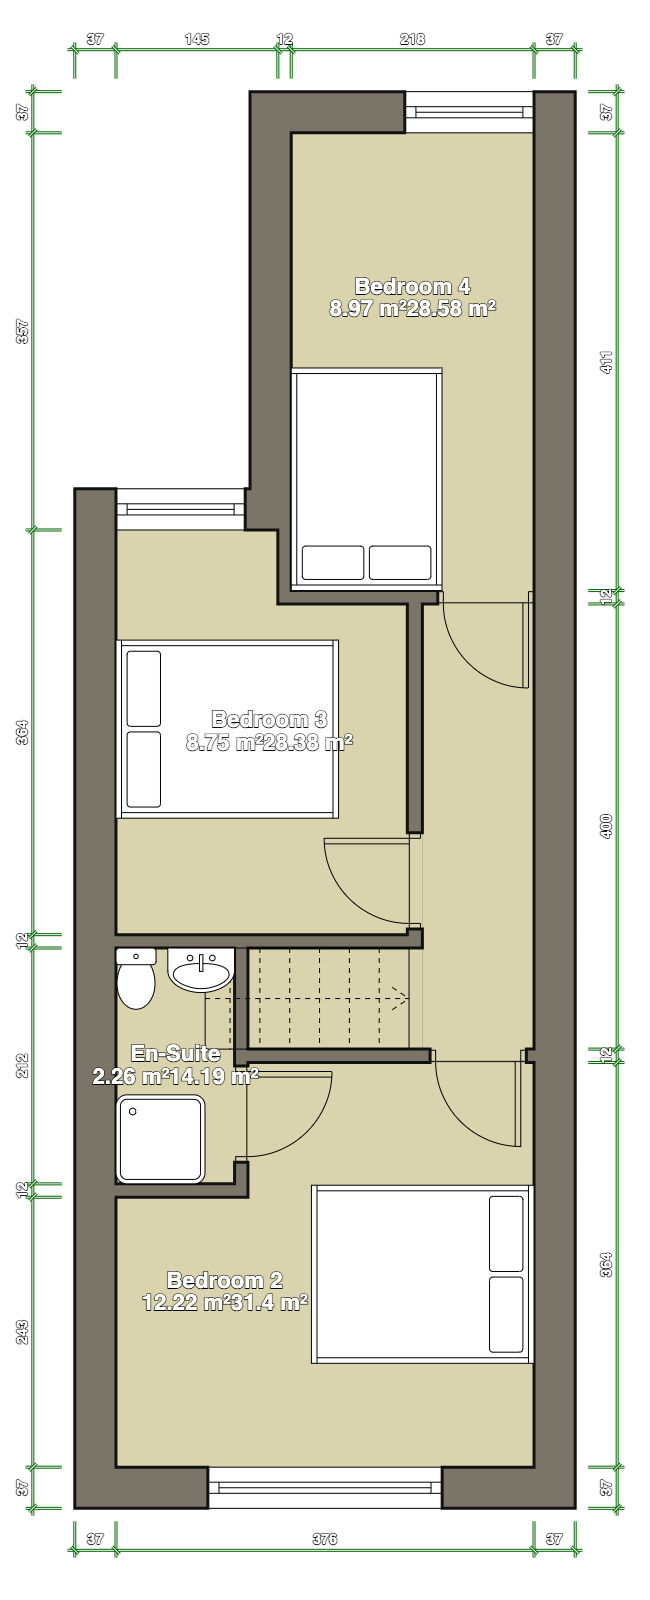 37 145 12 218 37
37
37
Bedroom 4
8.97 m²28.58 m²
357
411
12
Bedroom 3
8.75 m²28.38 m²
364
400
12
En-Suite
2.26 m²14.19 m²
212
12
12
Bedroom 2
12.22 m²31.4 m²
364
243
37
37
37 376 37